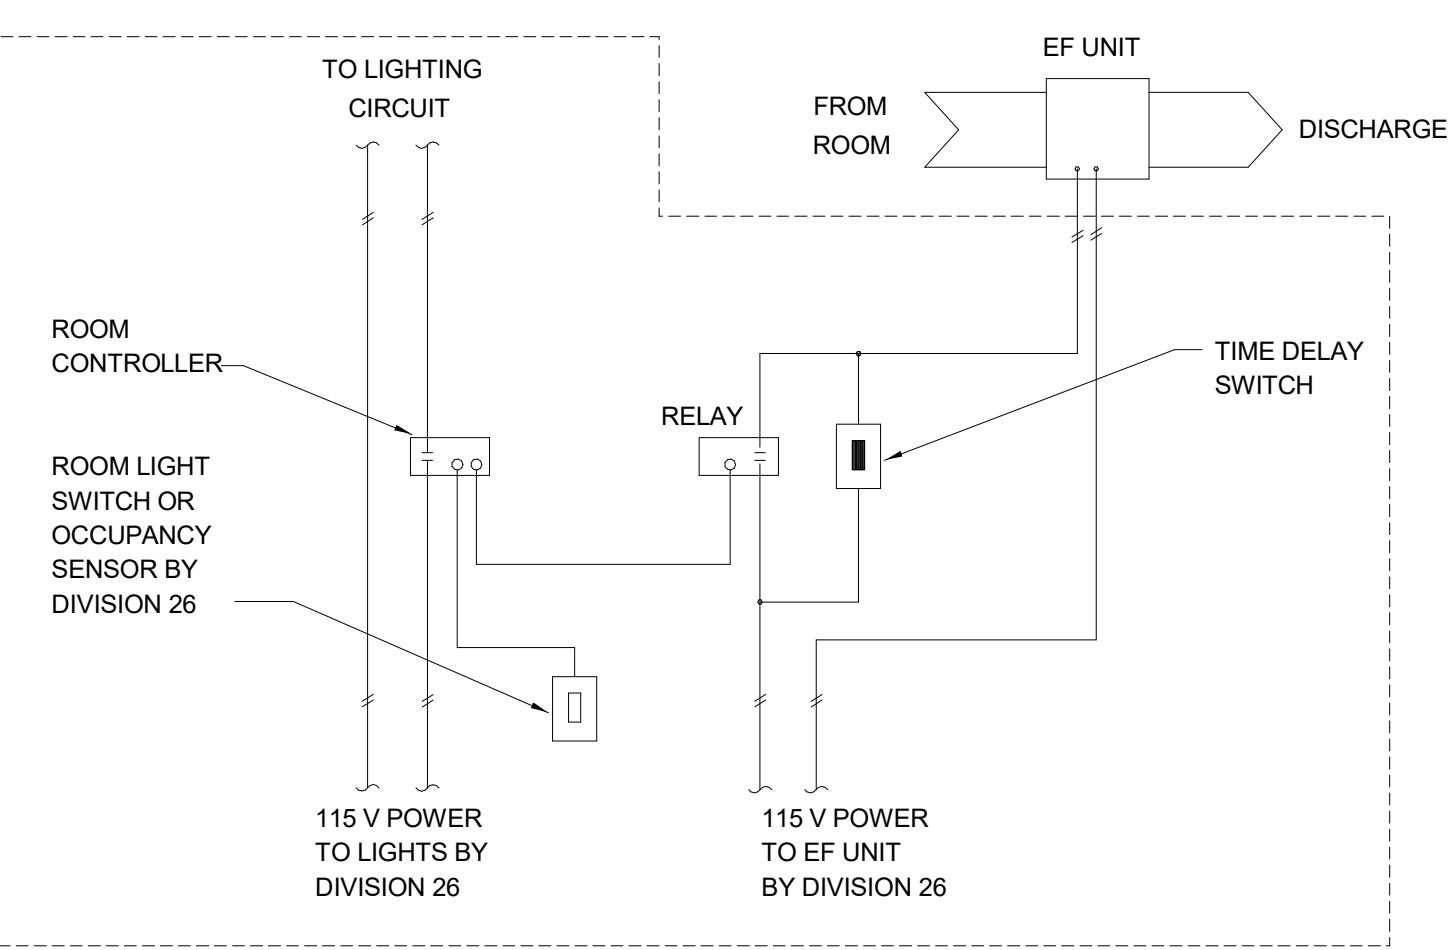 EF UNIT
TO LIGHTING
CIRCUIT
FROM
ROOM
DISCHARGE
ROOM
CONTROLLER
TIME DELAY
SWITCH
RELAY
ROOM LIGHT
SWITCH OR
OCCUPANCY
SENSOR BY
DIVISION 26
115 V POWER
TO LIGHTS BY
DIVISION 26
115 V POWER
TO EF UNIT
BY DIVISION 26